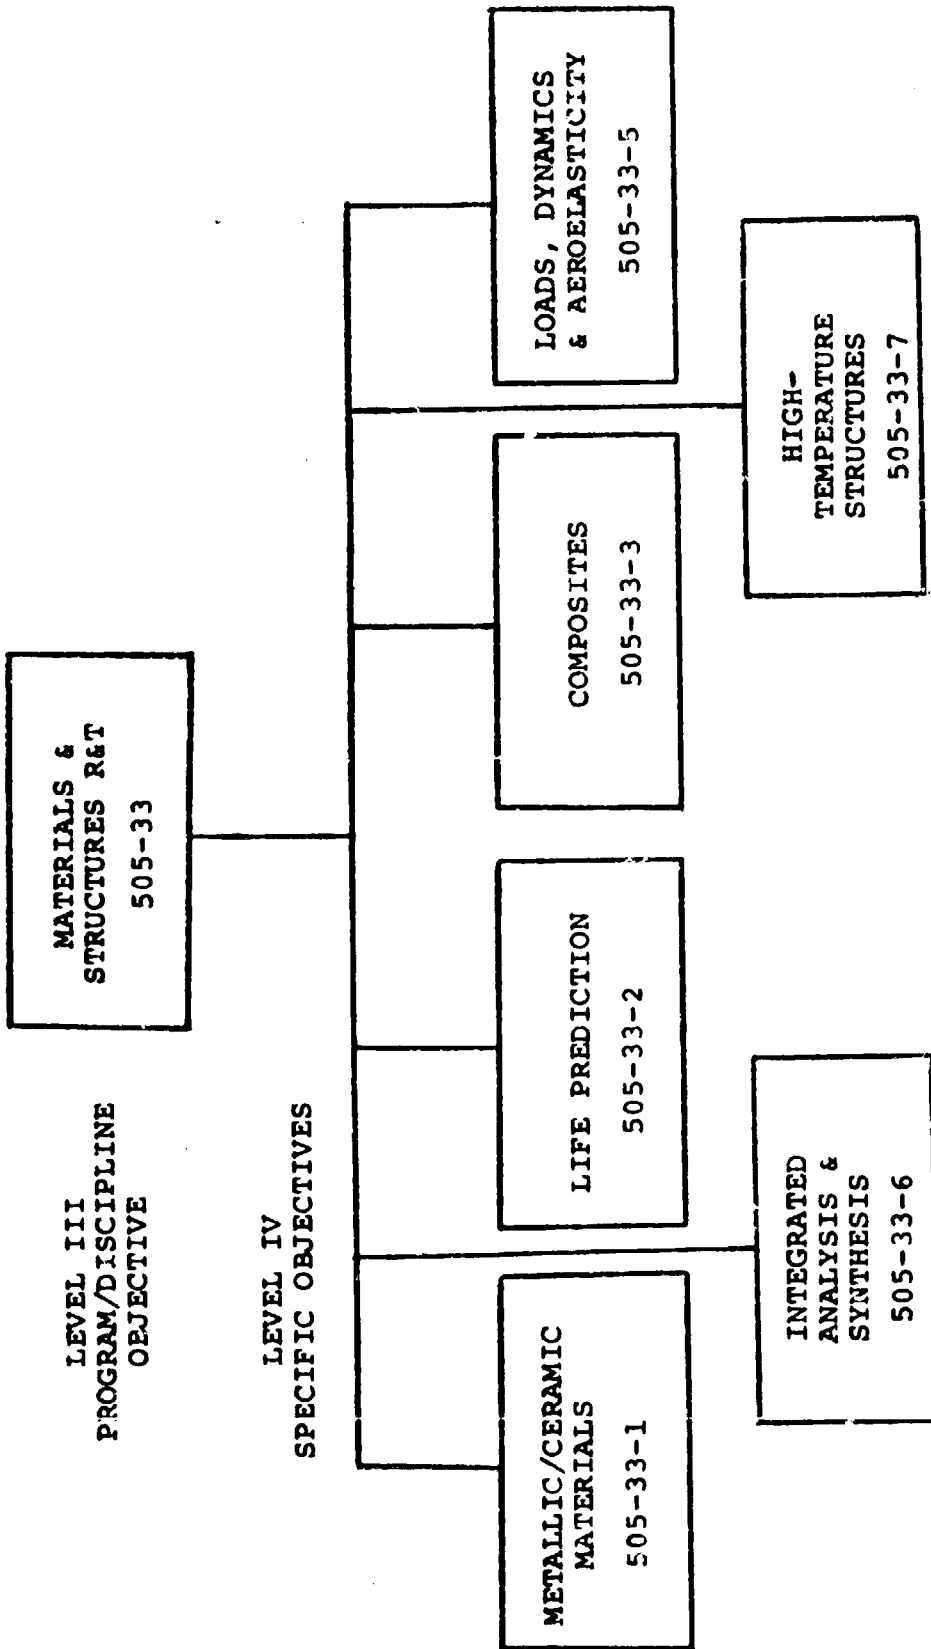 LEVEL III
PROGRAM/DISCIPLINE
OBJECTIVE
MATERIALS &
STRUCTURES R&T
505-33
LEVEL IV
SPECIFIC OBJECTIVES
METALLIC/CERAMIC
MATERIALS
505-33-1
LIFE PREDICTION
505-33-2
COMPOSITES
505-33-3
LOADS, DYNAMICS
& AEROELASTICITY
505-33-5
INTEGRATED
ANALYSIS &
SYNTHESIS
505-33-6
HIGH-
TEMPERATURE
STRUCTURES
505-33-7